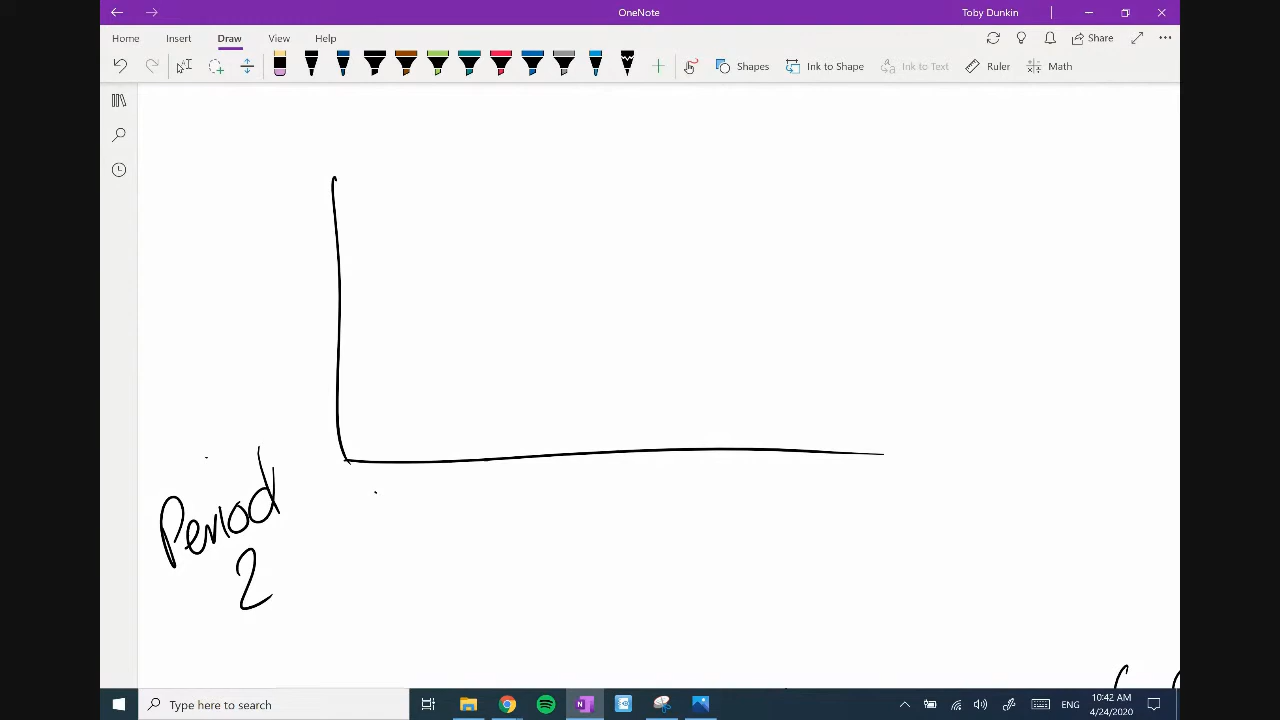 OneNote
Toby Dunkin
Home Insert Draw View Help
Share
Shapes Ink to Shape Ink to Text Ruler Math
Period
2
Type here to search
ENG
10:42 AM
4/24/2020